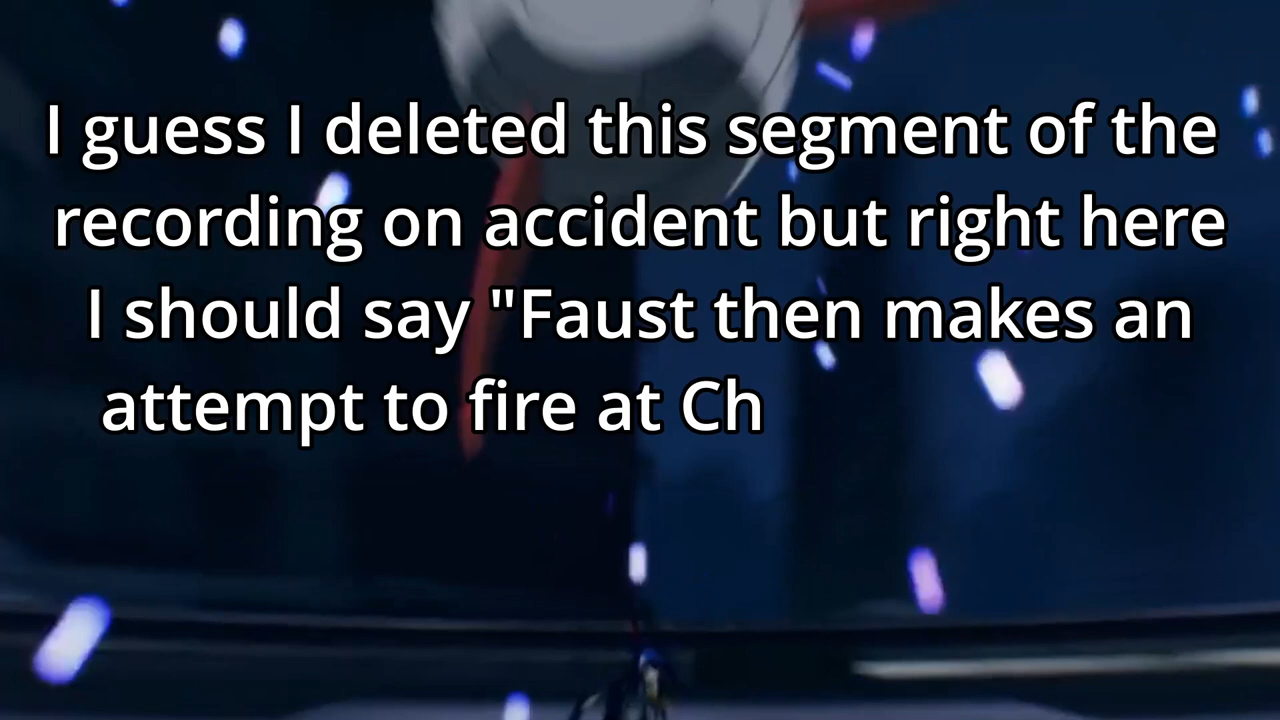 I guess I deleted this segment of the
recording on accident but right here
I should say "Faust then makes an
attempt to fire at Ch